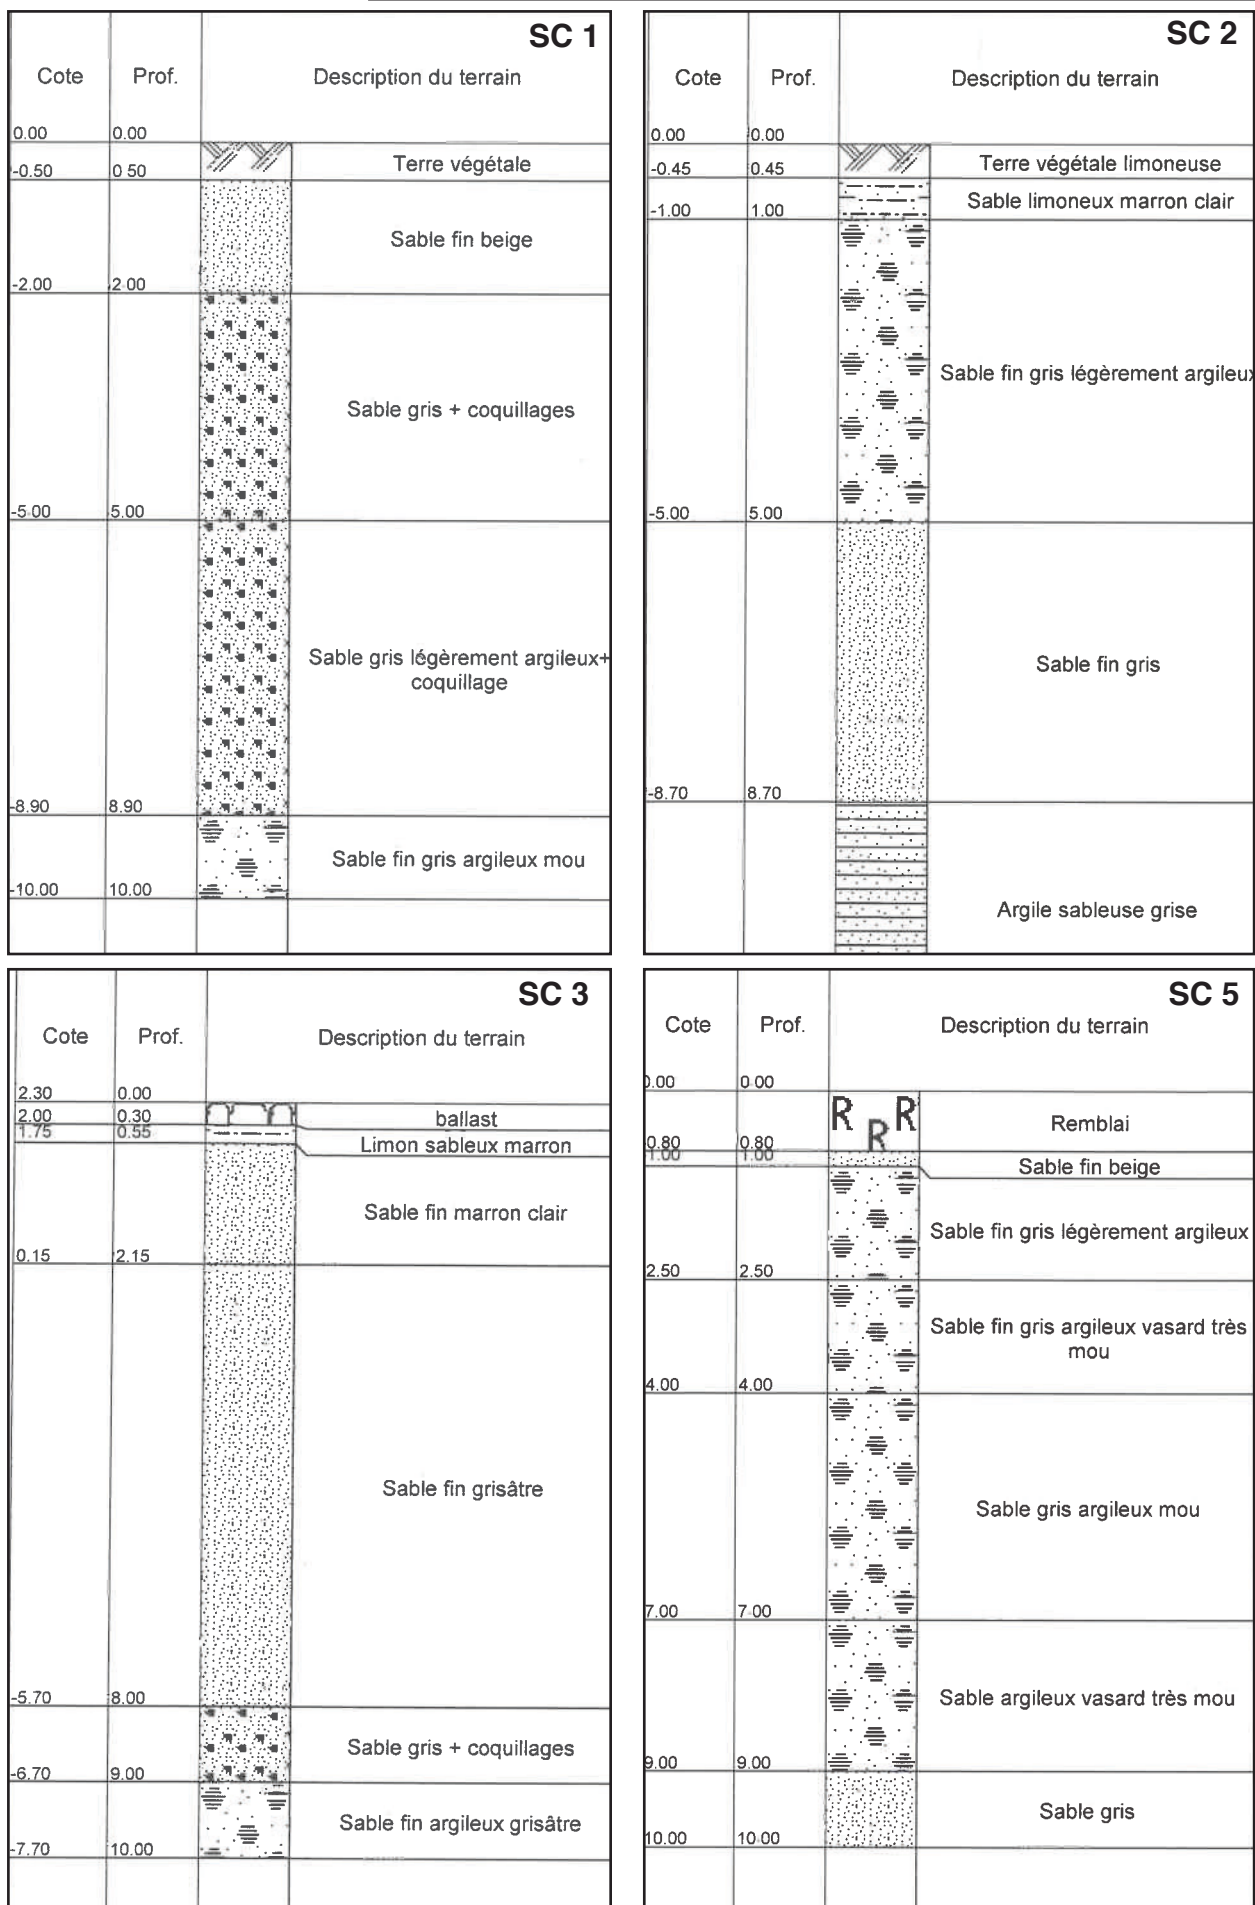 SC 1
Cote Prof. Description du terrain
0.00 0.00
Terre végétale
-0.50 0 50
Sable fin beige
-2.00 2.00
Sable gris + coquillages
-5.00 5.00
Sable gris légèrement argileux+
coquillage
-8.90 8.90
Sable fin gris argileux mou
-10.00 10.00
SC 2
Cote Prof. Description du terrain
0.00 0.00
Terre végétale limoneuse
-0.45 0.45
Sable limoneux marron clair
-1.00 1.00
Sable fin gris légèrement argileux
-5.00 5.00
Sable fin gris
-8.70 8.70
Argile sableuse grise
SC 3
Cote Prof. Description du terrain
2.30 0.00
ballast
2.00 0.30
Limon sableux marron
1.75 0.55
Sable fin marron clair
0.15 2.15
Sable fin grisâtre
-5.70 8.00
Sable gris + coquillages
-6.70 9.00
Sable fin argileux grisâtre
-7.70 10.00
SC 5
Cote Prof. Description du terrain
0.00 0.00
R R
R
Remblai
0.80 0.80
Sable fin beige
1.00 1.00
Sable fin gris légèrement argileux
2.50 2.50
Sable fin gris argileux vasard très
mou
4.00 4.00
Sable gris argileux mou
7.00 7.00
Sable argileux vasard très mou
9.00 9.00
Sable gris
10.00 10.00